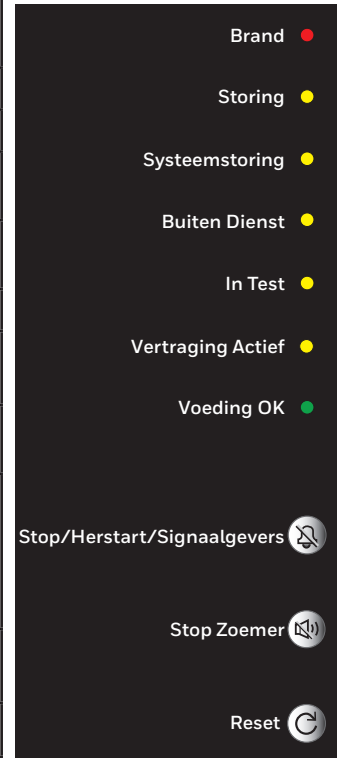 Brand
Storing
Systeemstoring
Buiten Dienst
In Test
Vertraging Actief
Voeding OK
Stop/Herstart/Signaalgevers
Stop Zoemer
Reset